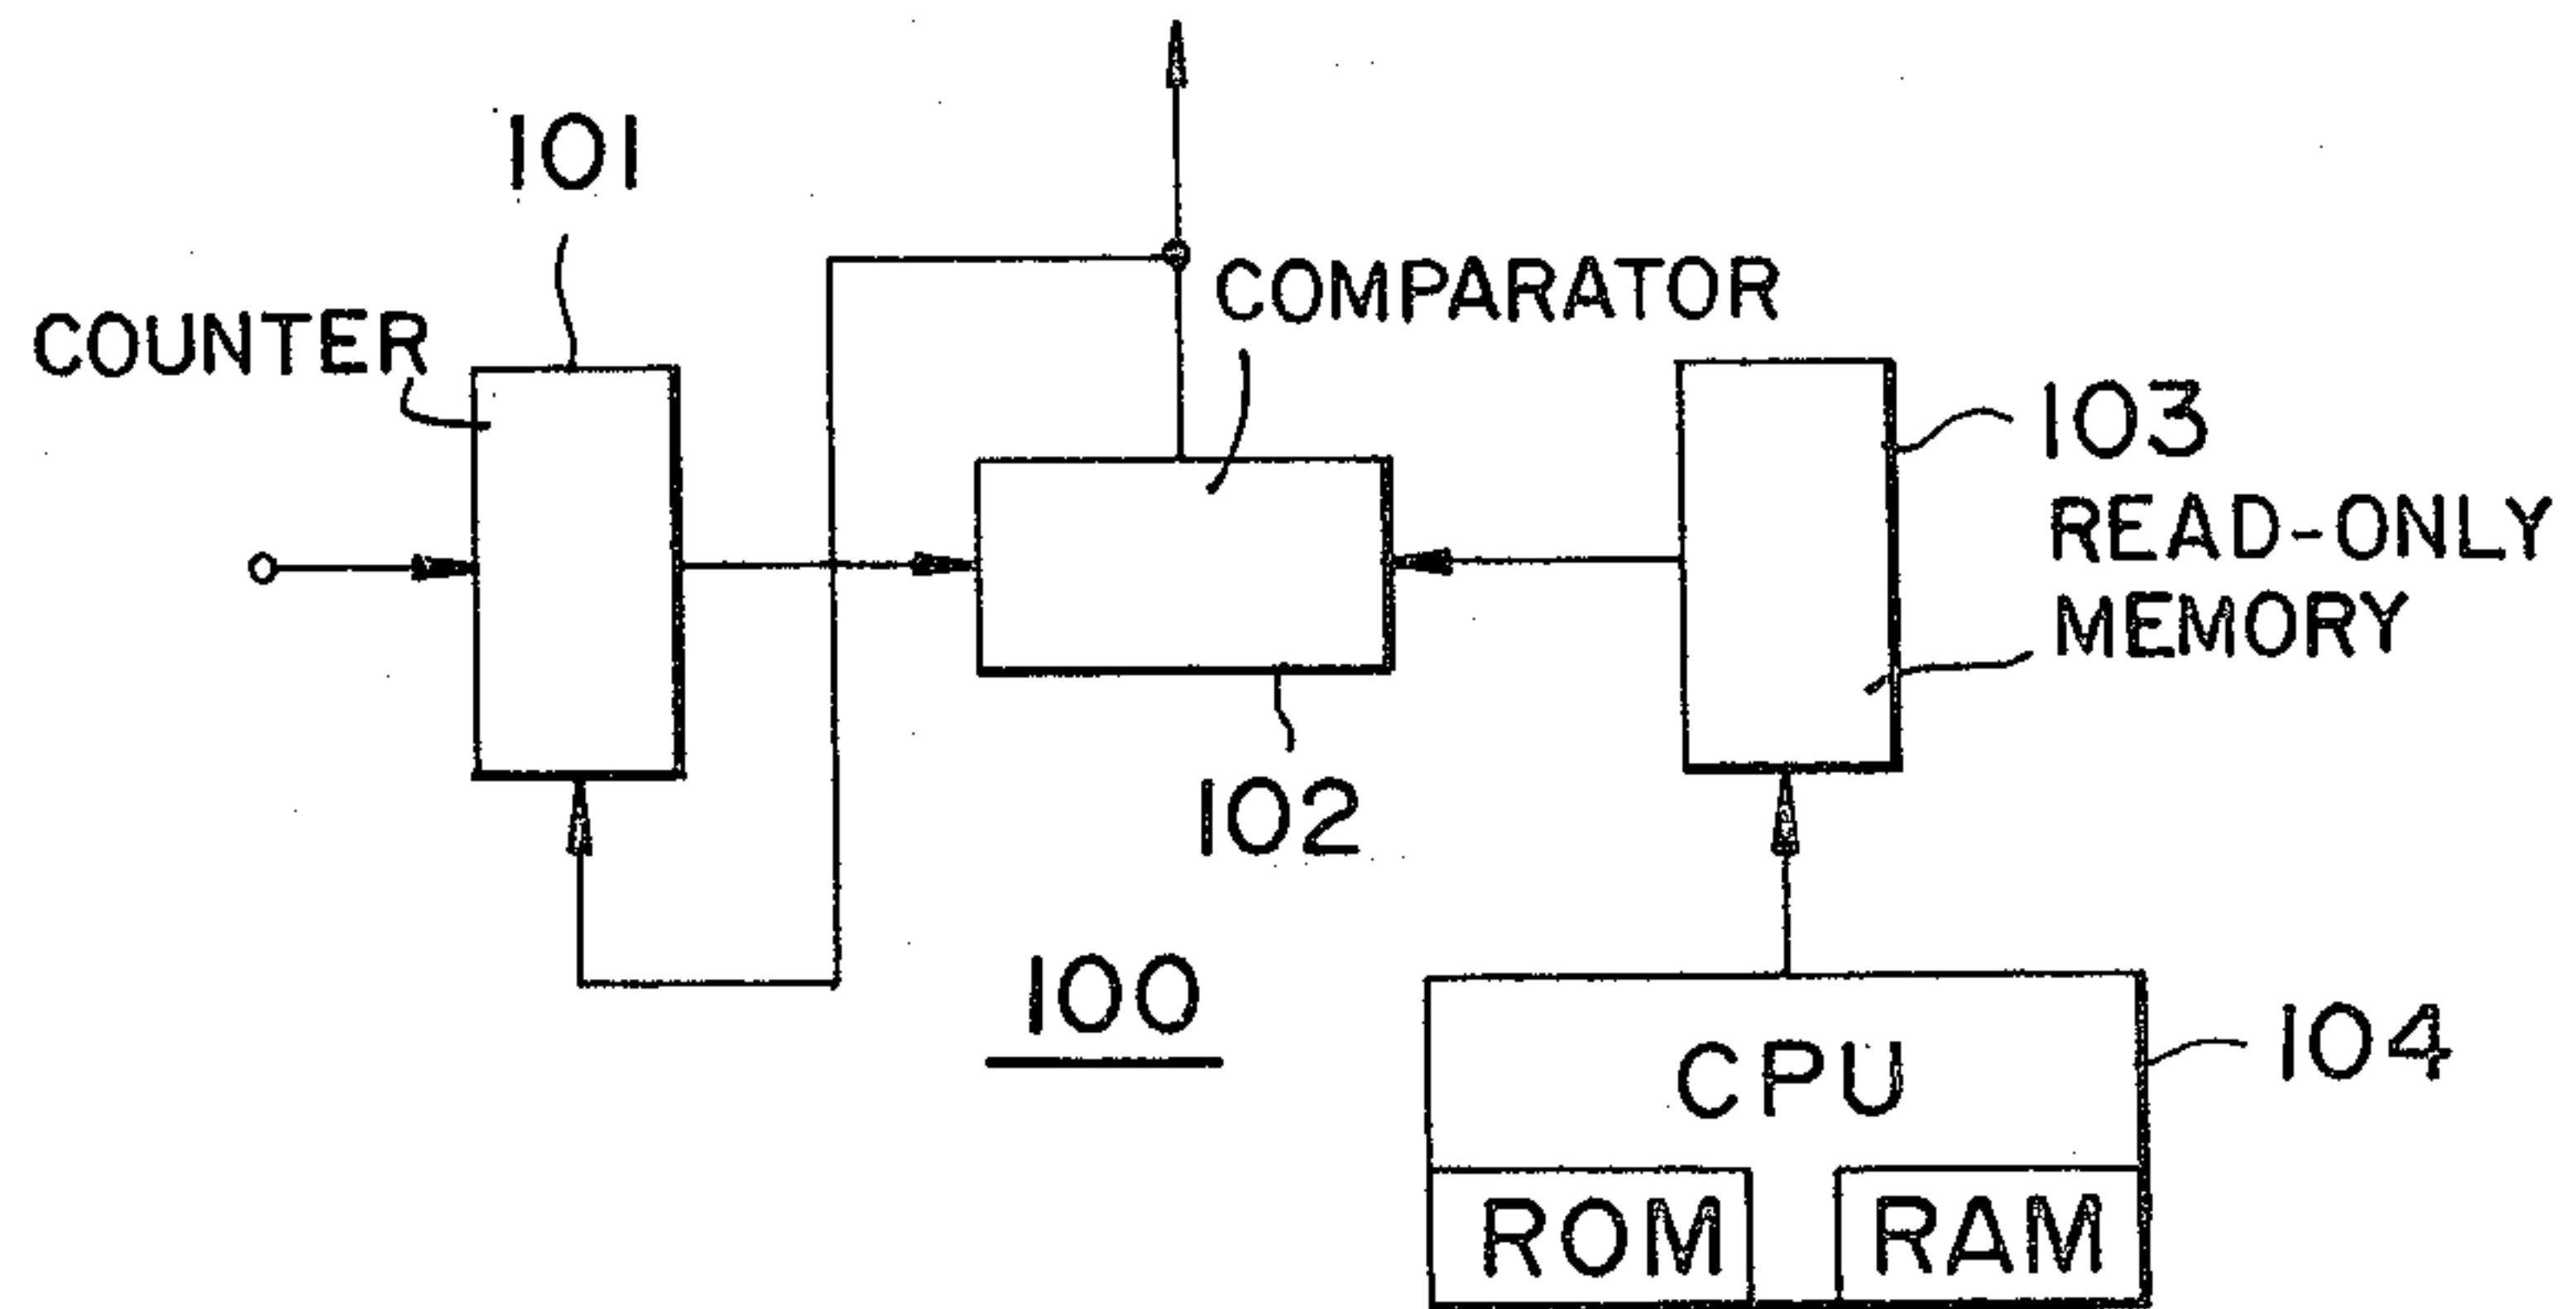 101
COUNTER
COMPARATOR
103
READ-ONLY
MEMORY
102
100
104
CPU
ROM
RAM